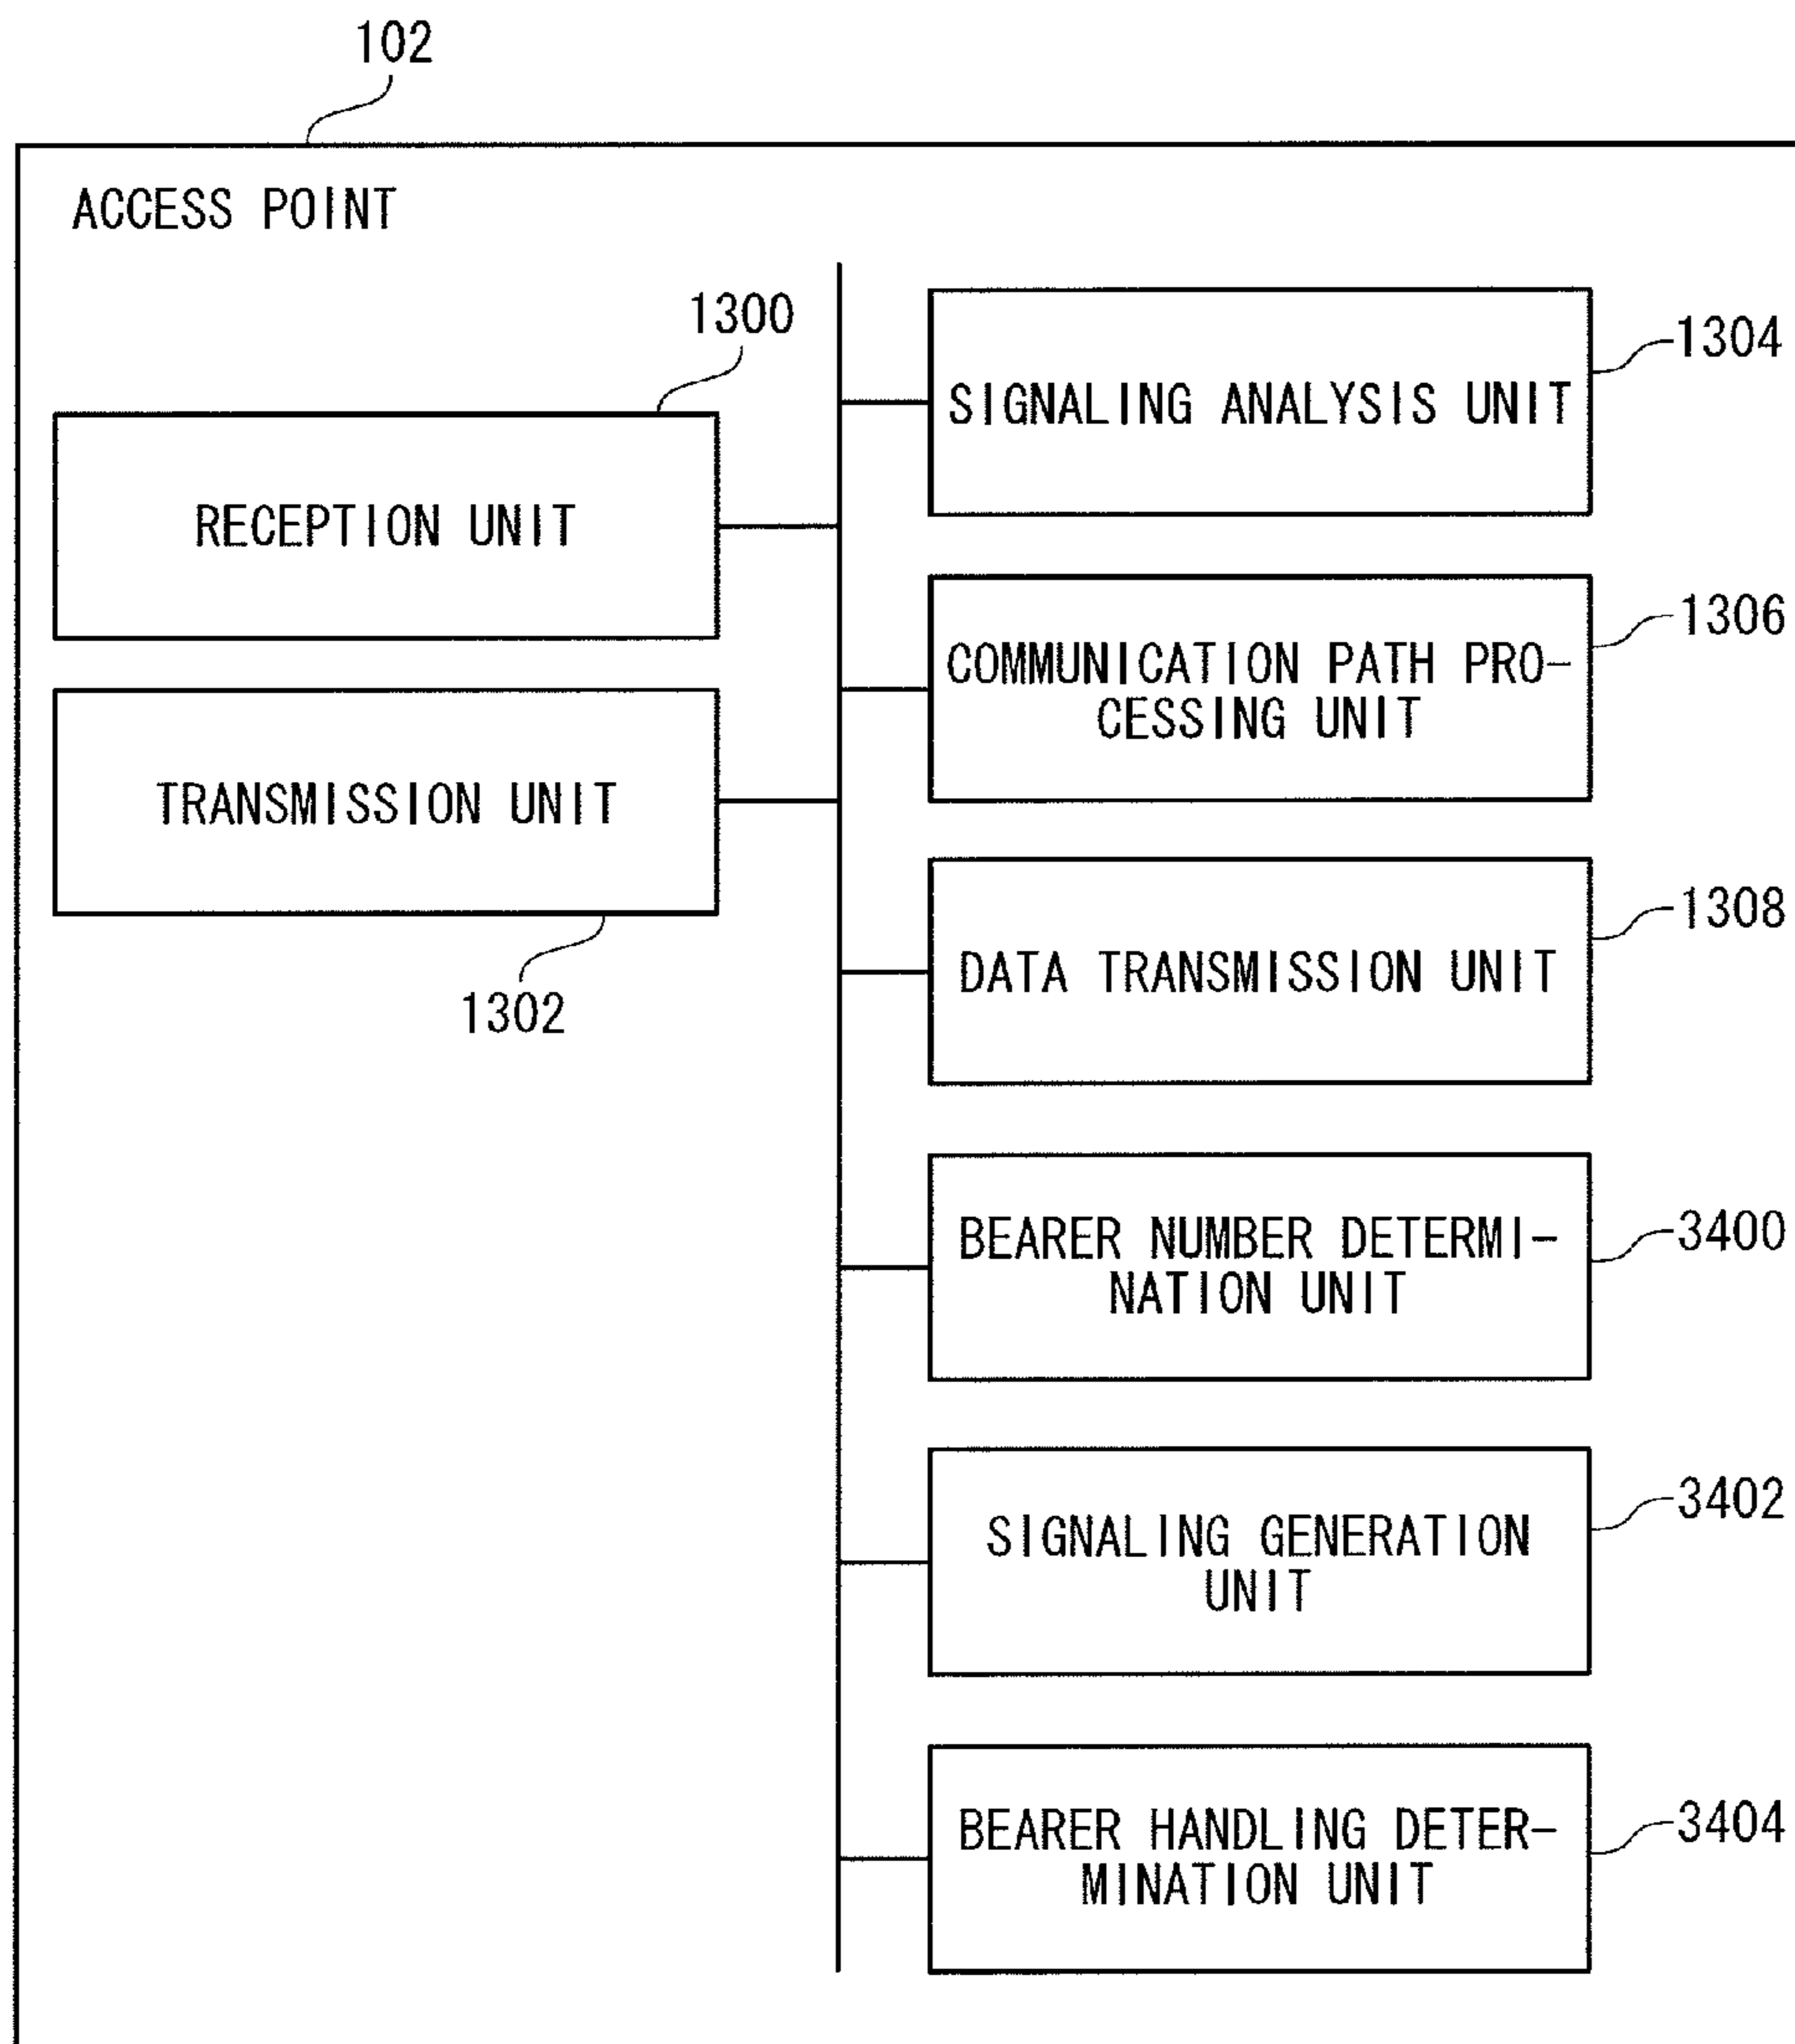 102
ACCESS POINT
1300
RECEPTION UNIT
TRANSMISSION UNIT
1302
1304
SIGNALING ANALYSIS UNIT
1306
COMMUNICATION PATH PRO-
CESSING UNIT
1308
DATA TRANSMISSION UNIT
3400
BEARER NUMBER DETERMI-
NATION UNIT
3402
SIGNALING GENERATION
UNIT
3404
BEARER HANDLING DETER-
MINATION UNIT